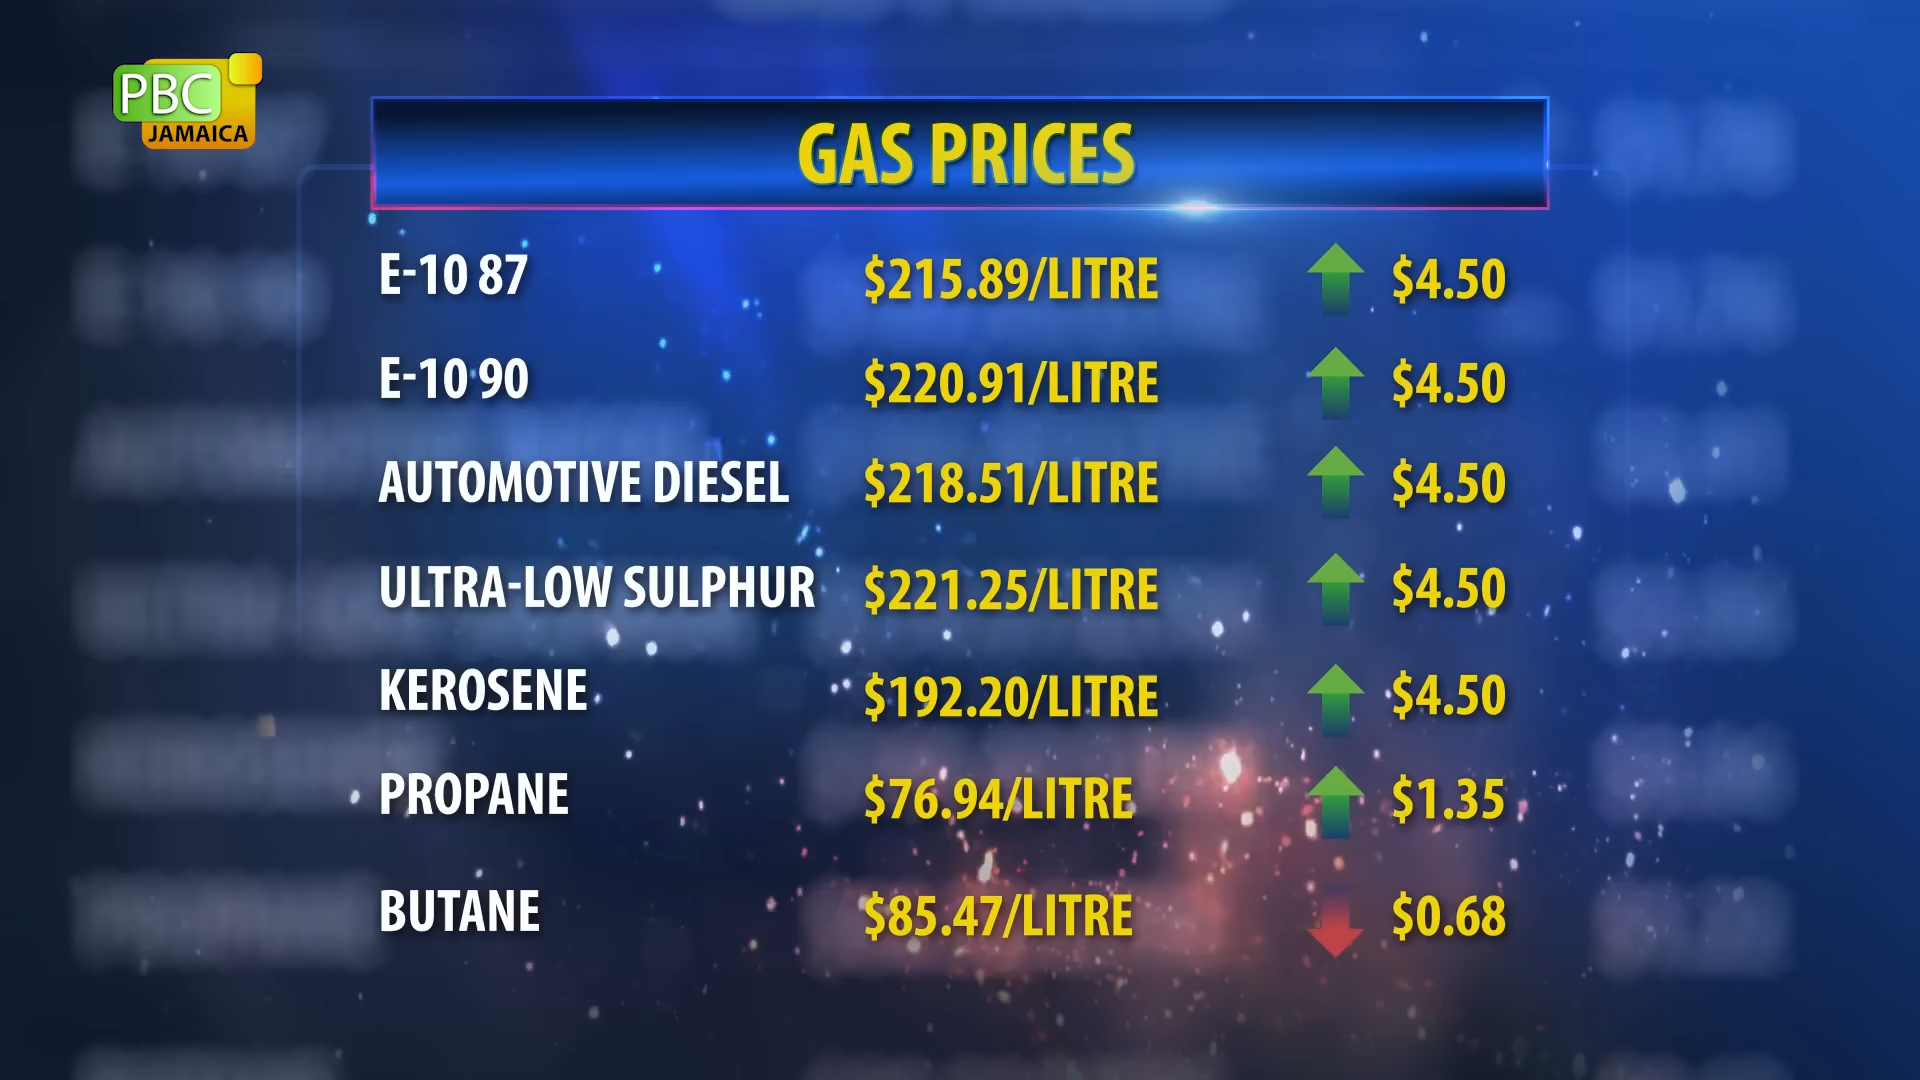 PBC
JAMAICA
GAS PRICES
E-10 87 $215.89/LITRE $4.50
E-10 90 $220.91/LITRE $4.50
AUTOMOTIVE DIESEL $218.51/LITRE $4.50
ULTRA-LOW SULPHUR $221.25/LITRE $4.50
KEROSENE $192.20/LITRE $4.50
PROPANE $76.94/LITRE $1.35
BUTANE $85.47/LITRE $0.68